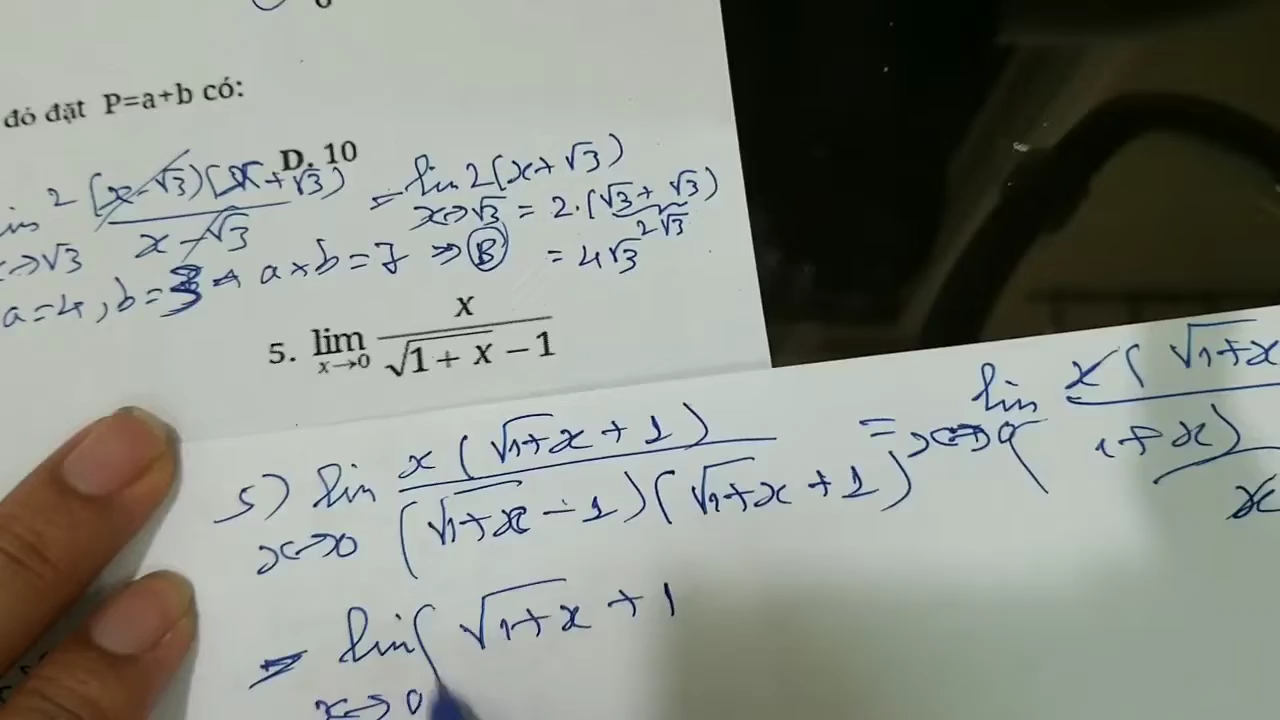 đó đặt P=a+b có:
D. 10
2 (x-√3)(x+√3) / x-√3 = lim 2(x+√3)
x→√3 x→√3 = 2.(√3+√3)
2√3
a=4, b=3 a×b=7 ⇒ B = 4√3
5. lim x→0 x / √1+x − 1
5) lim x→0 x(√1+x +1) / (√1+x -1)(√1+x +1) = lim x→0 x(√1+x
1+x)
x
= lim x→0 ( √1+x +1